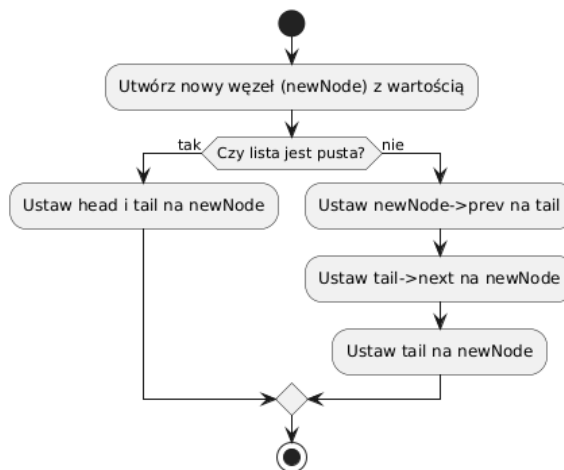 Utwórz nowy węzeł (newNode) z wartością
tak
Czy lista jest pusta?
nie
Ustaw head i tail na newNode
Ustaw newNode->prev na tail
Ustaw tail->next na newNode
Ustaw tail na newNode